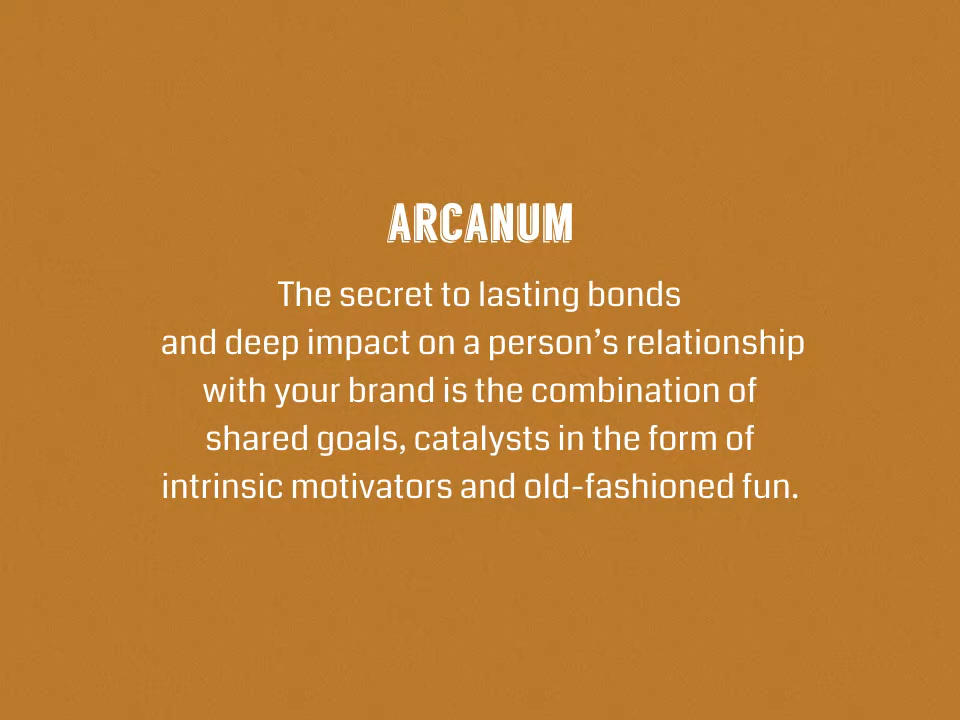 ARCANUM
The secret to lasting bonds
and deep impact on a person’s relationship
with your brand is the combination of
shared goals, catalysts in the form of
intrinsic motivators and old-fashioned fun.